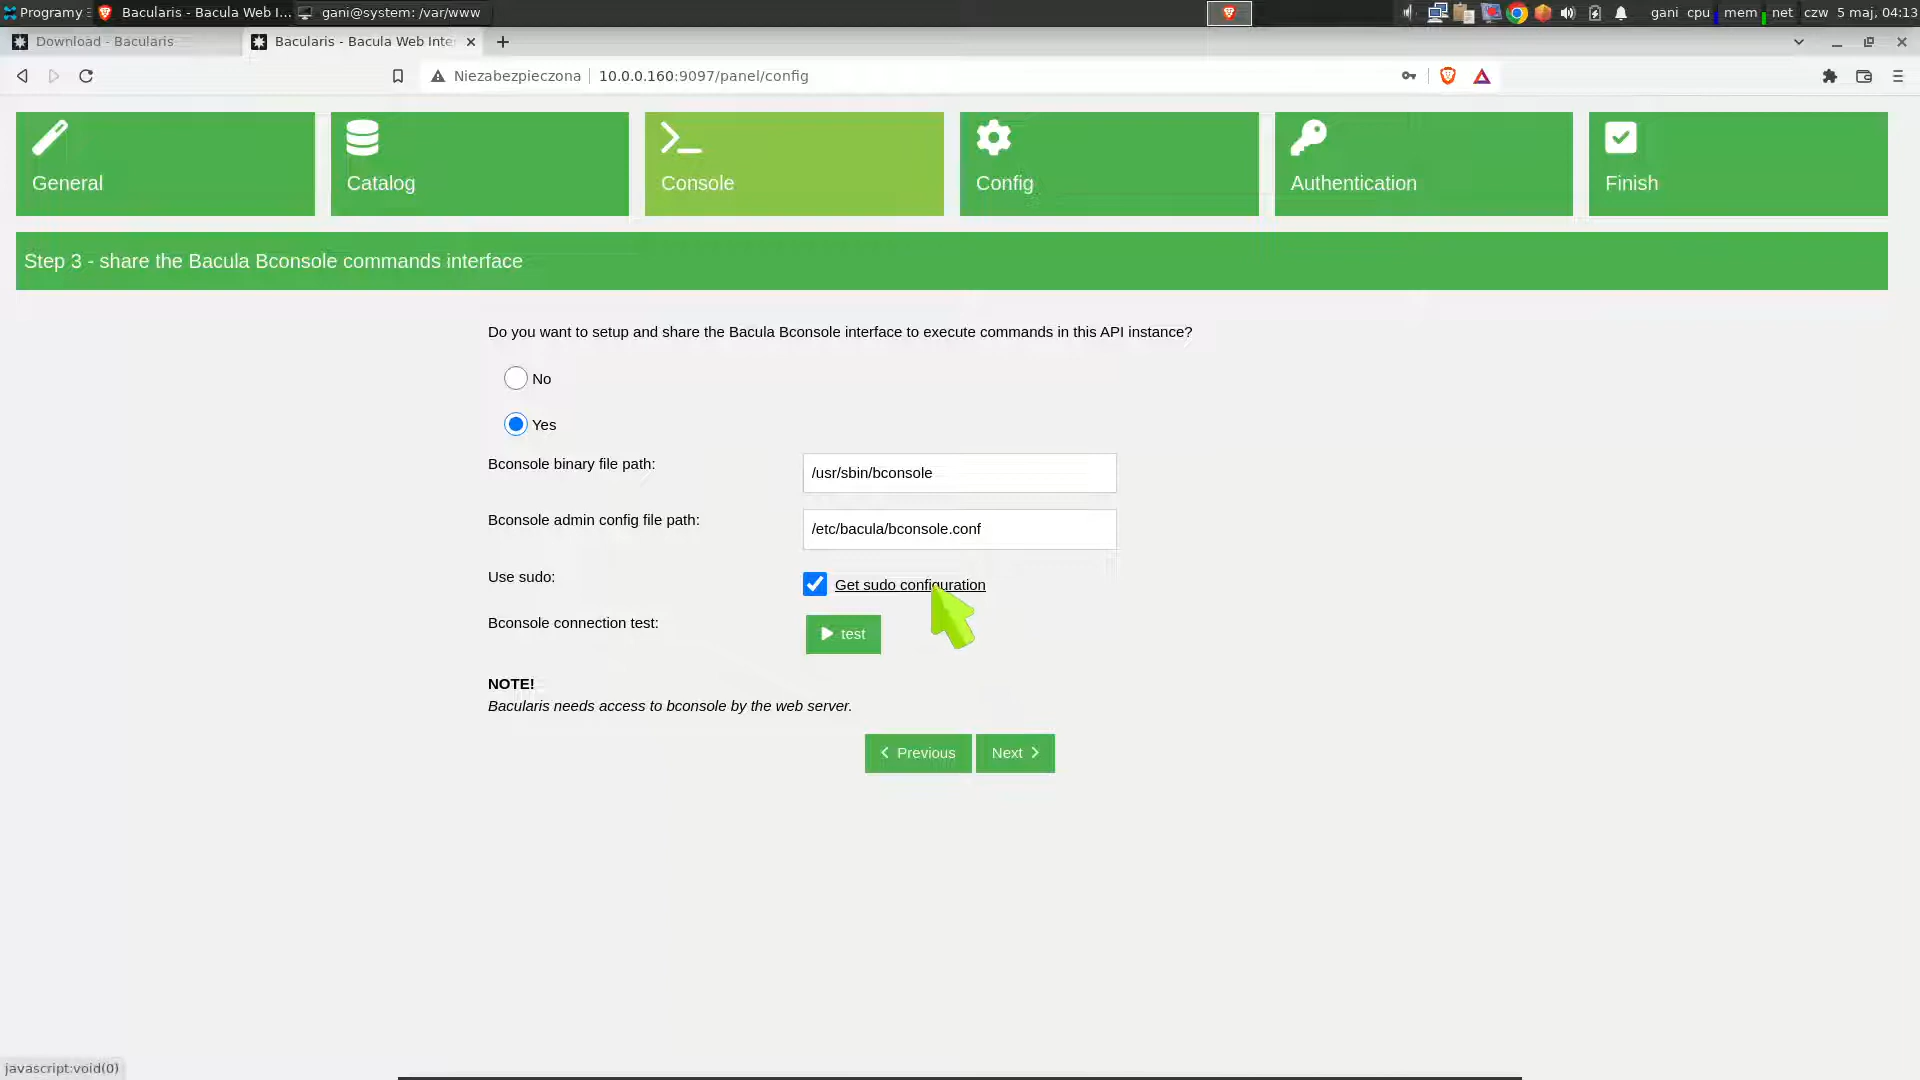 Programy
Bacularis - Bacula Web I...
gani@system: /var/www
gani cpu mem net czw 5 maj, 04:13
Download - Bacularis
Bacularis - Bacula Web Inte
Niezabezpieczona
10.0.0.160:9097/panel/config
General
Catalog
Console
Config
Authentication
Finish
Step 3 - share the Bacula Bconsole commands interface
Do you want to setup and share the Bacula Bconsole interface to execute commands in this API instance?
No
Yes
Bconsole binary file path:
/usr/sbin/bconsole
Bconsole admin config file path:
/etc/bacula/bconsole.conf
Use sudo:
Get sudo configuration
Bconsole connection test:
test
NOTE!
Bacularis needs access to bconsole by the web server.
Previous
Next
javascript:void(0)